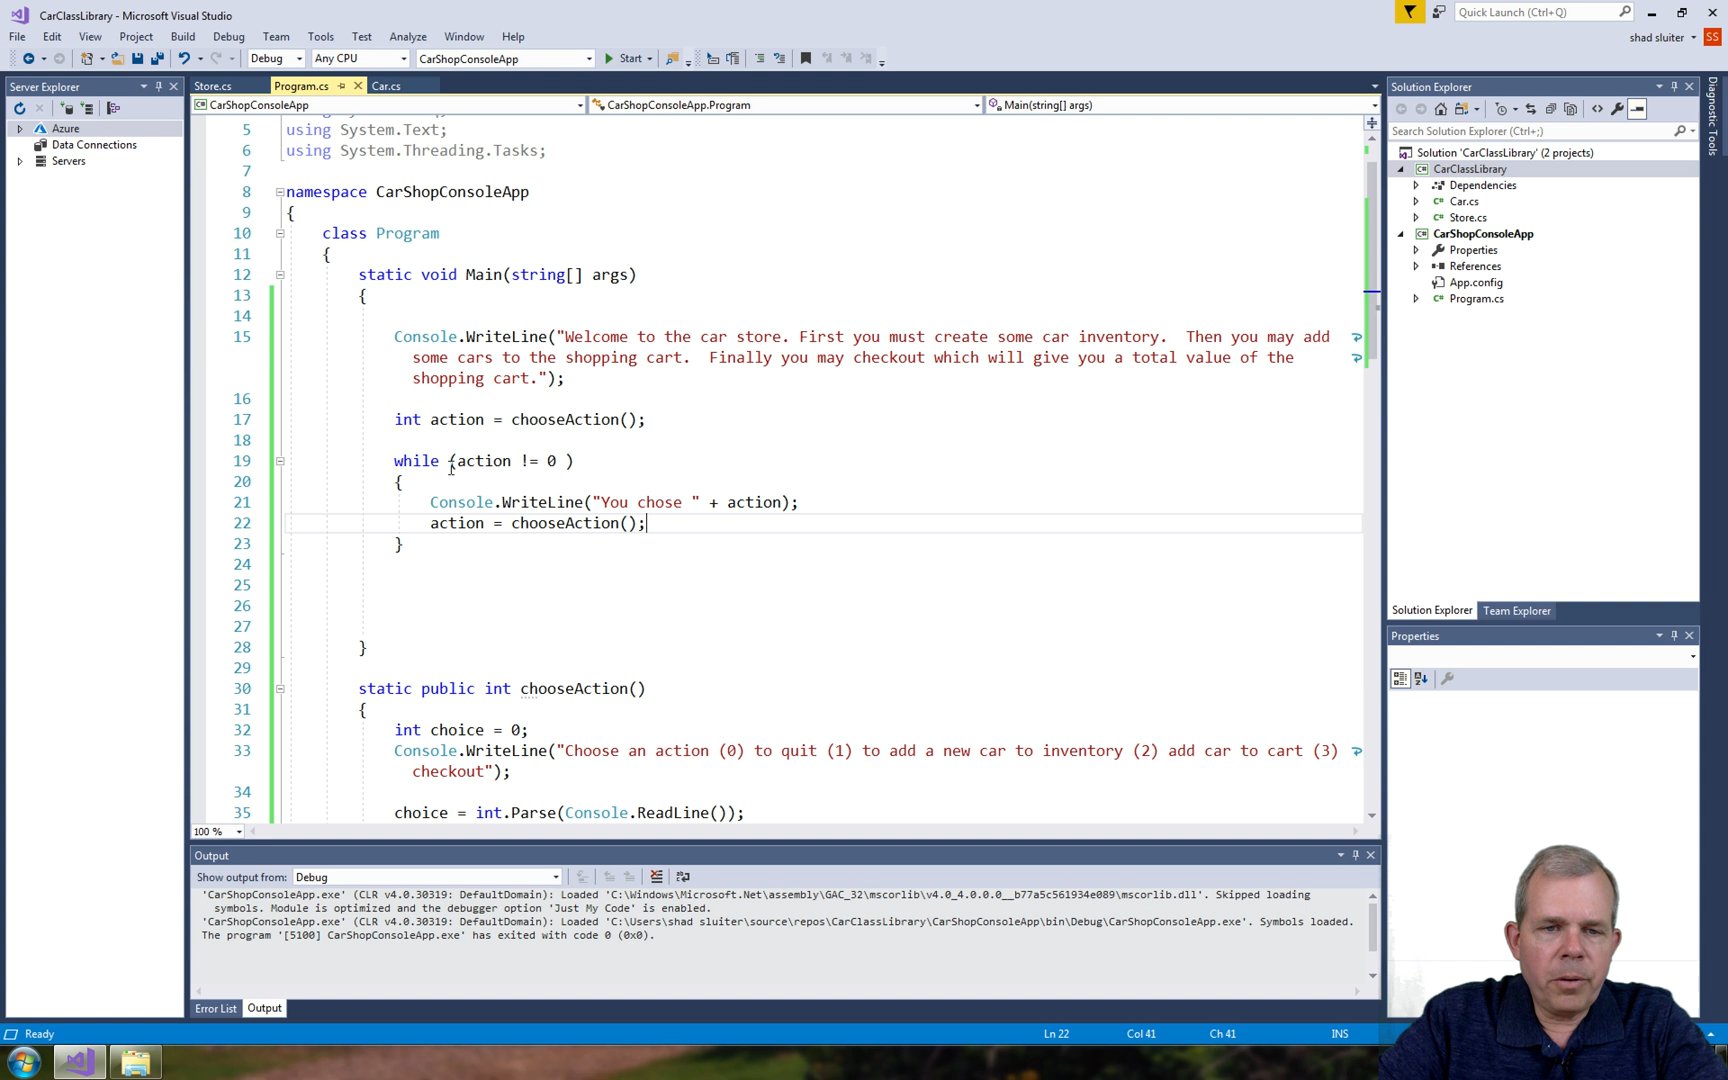 CarClassLibrary - Microsoft Visual Studio
Quick Launch (Ctrl+Q)
File Edit View Project Build Debug Team Tools Test Analyze Window Help
shad sluiter SS
Debug Any CPU CarShopConsoleApp Start
Server Explorer
Azure
Data Connections
Servers
Store.cs Program.cs Car.cs
CarShopConsoleApp CarShopConsoleApp.Program Main(string[] args)
5 using System.Text;
6 using System.Threading.Tasks;
7
8 namespace CarShopConsoleApp
9 {
10 class Program
11 {
12 static void Main(string[] args)
13 {
14
15 Console.WriteLine("Welcome to the car store. First you must create some car inventory.  Then you may add
some cars to the shopping cart.  Finally you may checkout which will give you a total value of the
shopping cart.");
16
17 int action = chooseAction();
18
19 while (action != 0 )
20 {
21 Console.WriteLine("You chose " + action);
22 action = chooseAction();
23 }
24
25
26
27
28 }
29
30 static public int chooseAction()
31 {
32 int choice = 0;
33 Console.WriteLine("Choose an action (0) to quit (1) to add a new car to inventory (2) add car to cart (3)
checkout");
34
35 choice = int.Parse(Console.ReadLine());
100 %
Output
Show output from: Debug
'CarShopConsoleApp.exe' (CLR v4.0.30319: DefaultDomain): Loaded 'C:\Windows\Microsoft.Net\assembly\GAC_32\mscorlib\v4.0_4.0.0.0__b77a5c561934e089\mscorlib.dll'. Skipped loading
symbols. Module is optimized and the debugger option 'Just My Code' is enabled.
'CarShopConsoleApp.exe' (CLR v4.0.30319: DefaultDomain): Loaded 'C:\Users\shad sluiter\source\repos\CarClassLibrary\CarShopConsoleApp\bin\Debug\CarShopConsoleApp.exe'. Symbols loaded.
The program '[5100] CarShopConsoleApp.exe' has exited with code 0 (0x0).
Error List Output
Solution Explorer
Search Solution Explorer (Ctrl+;)
Solution 'CarClassLibrary' (2 projects)
CarClassLibrary
Dependencies
Car.cs
Store.cs
CarShopConsoleApp
Properties
References
App.config
Program.cs
Solution Explorer Team Explorer
Properties
Diagnostic Tools
Ready Ln 22 Col 41 Ch 41 INS